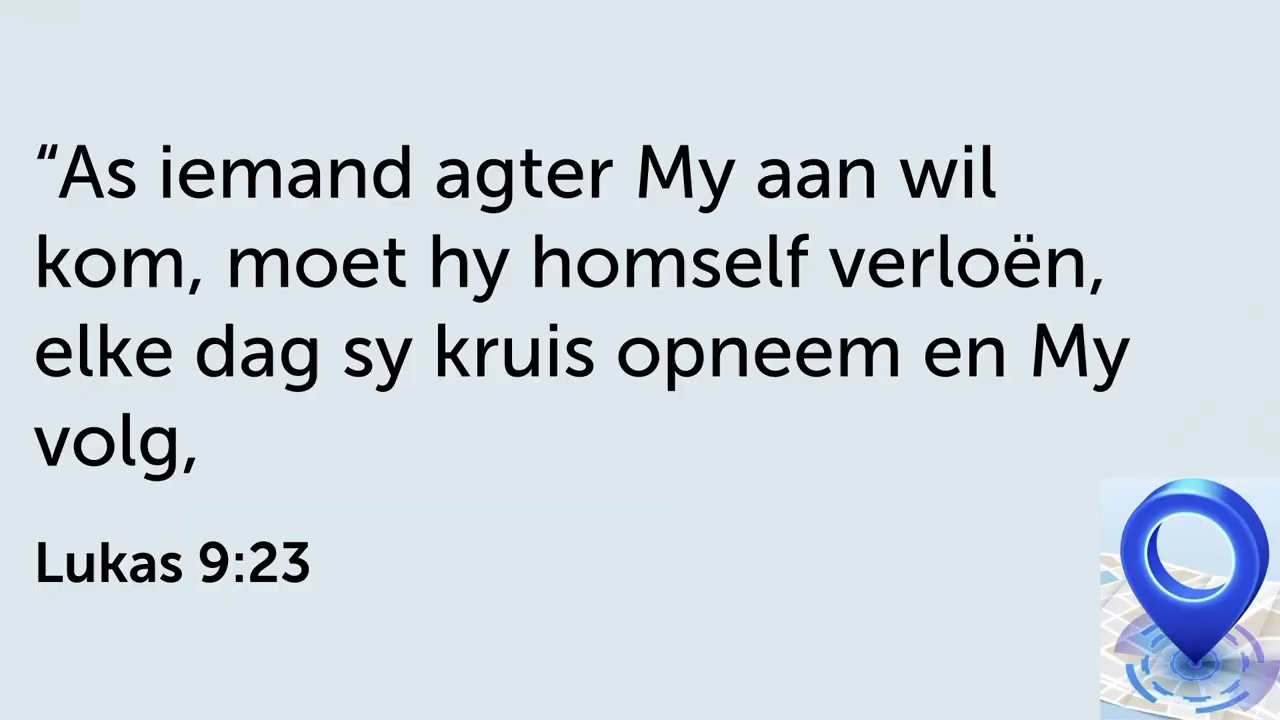 “As iemand agter My aan wil
kom, moet hy homself verloën,
elke dag sy kruis opneem en My
volg,
Lukas 9:23